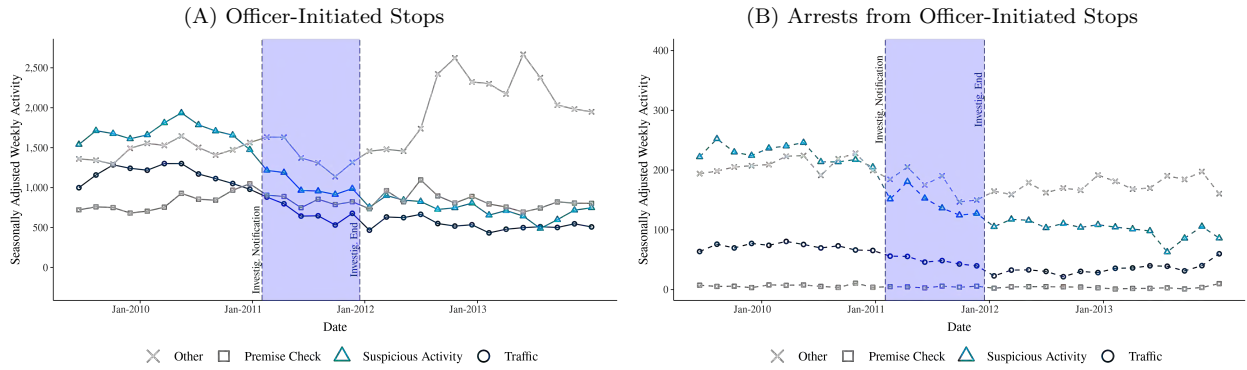 (A) Officer-Initiated Stops
Seasonally Adjusted Weekly Activity
2,500
2,000
1,500
1,000
500
0
Investig. Notification
Investig. End
Jan-2010
Jan-2011
Jan-2012
Jan-2013
Date
Other
Premise Check
Suspicious Activity
Traffic
(B) Arrests from Officer-Initiated Stops
Seasonally Adjusted Weekly Activity
400
300
200
100
0
Investig. Notification
Investig. End
Jan-2010
Jan-2011
Jan-2012
Jan-2013
Date
Other
Premise Check
Suspicious Activity
Traffic